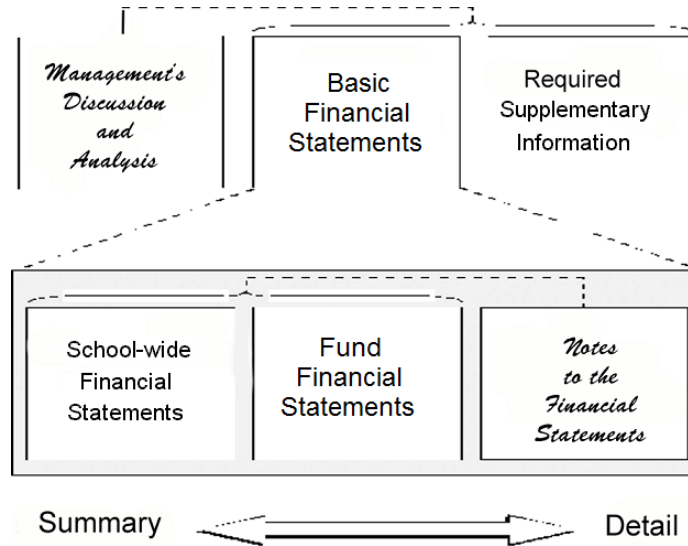 Management's
Discussion
and
Analysis
Basic
Financial
Statements
Required
Supplementary
Information
School-wide
Financial
Statements
Fund
Financial
Statements
Notes
to the
Financial
Statements
Summary
Detail